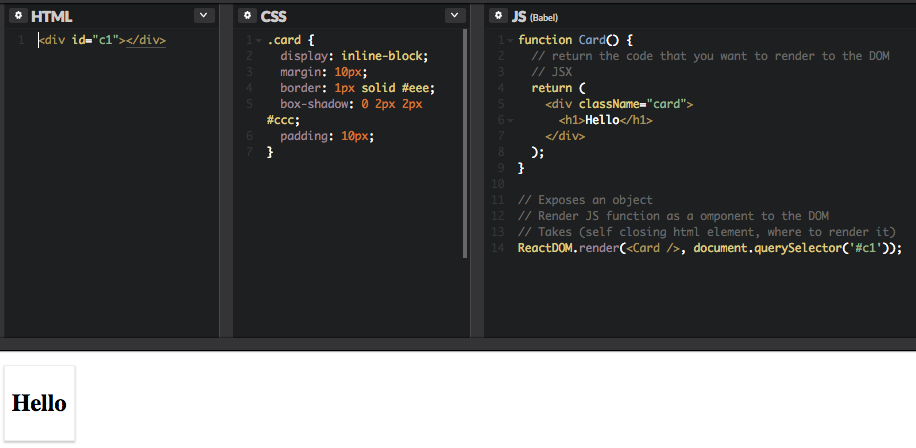 HTML
1 <div id="c1"></div>
CSS
1 .card {
2 display: inline-block;
3 margin: 10px;
4 border: 1px solid #eee;
5 box-shadow: 0 2px 2px
#ccc;
6 padding: 10px;
7 }
JS (Babel)
1 function Card() {
2 // return the code that you want to render to the DOM
3 // JSX
4 return (
5 <div className="card">
6 <h1>Hello</h1>
7 </div>
8 );
9 }
10
11 // Exposes an object
12 // Render JS function as a omponent to the DOM
13 // Takes (self closing html element, where to render it)
14 ReactDOM.render(<Card />, document.querySelector('#c1'));
Hello